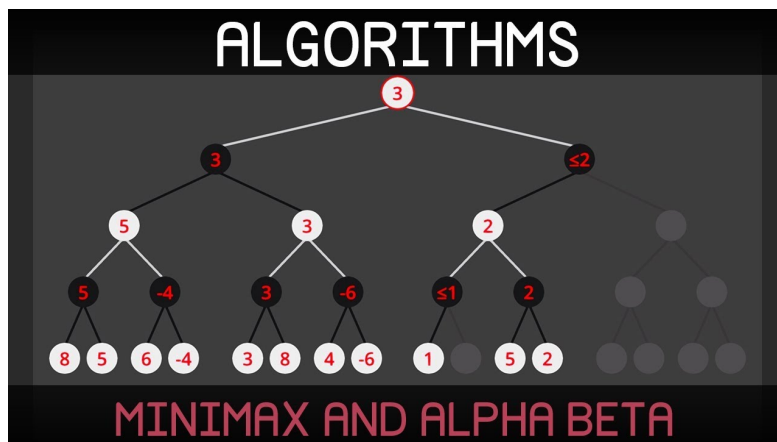 ALGORITHMS
3
3 ≤2
5 3 2
5 -4 3 -6 ≤1 2
8 5 6 -4 3 8 4 -6 1 5 2
MINIMAX AND ALPHA BETA